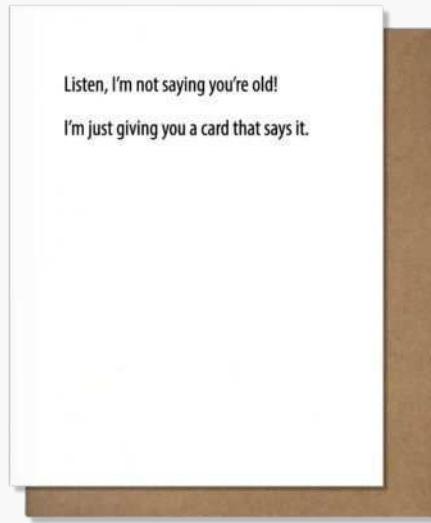 Listen, I'm not saying you're old!
I'm just giving you a card that says it.